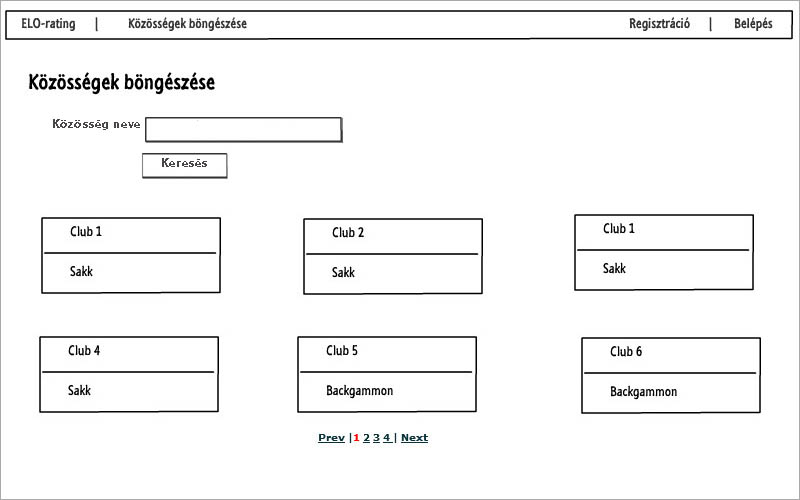 ELO-rating | Közösségek böngészése Regisztráció | Belépés
Közösségek böngészése
Közösség neve
Keresés
Club 1
Sakk
Club 2
Sakk
Club 1
Sakk
Club 4
Sakk
Club 5
Backgammon
Club 6
Backgammon
Prev |1 2 3 4 | Next